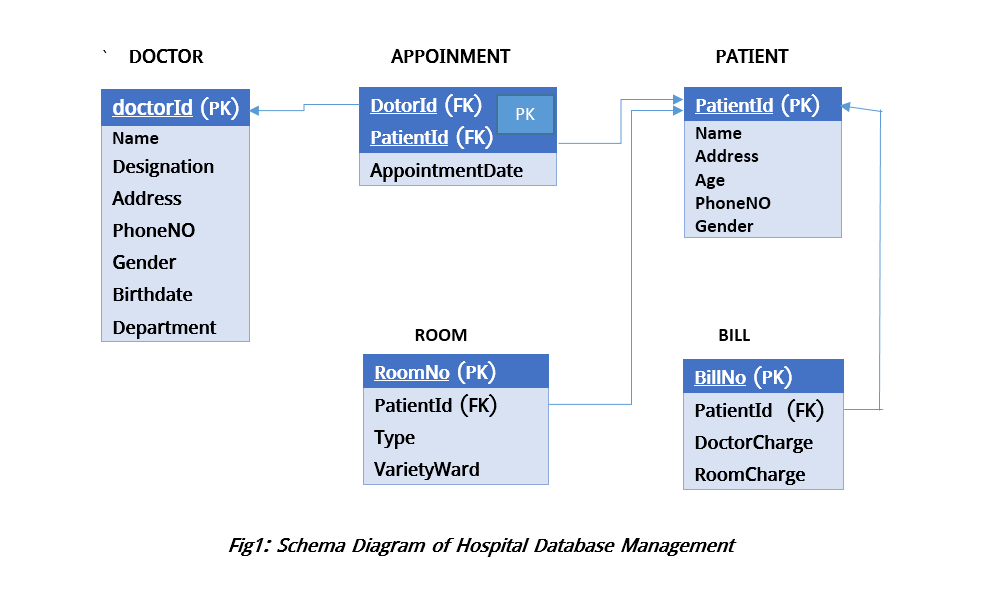 ` DOCTOR
doctorId (PK)
Name
Designation
Address
PhoneNO
Gender
Birthdate
Department
APPOINMENT
DotorId (FK)
PatientId (FK)
PK
AppointmentDate
PATIENT
PatientId (PK)
Name
Address
Age
PhoneNO
Gender
ROOM
RoomNo (PK)
PatientId (FK)
Type
VarietyWard
BILL
BillNo (PK)
PatientId (FK)
DoctorCharge
RoomCharge
Fig1: Schema Diagram of Hospital Database Management